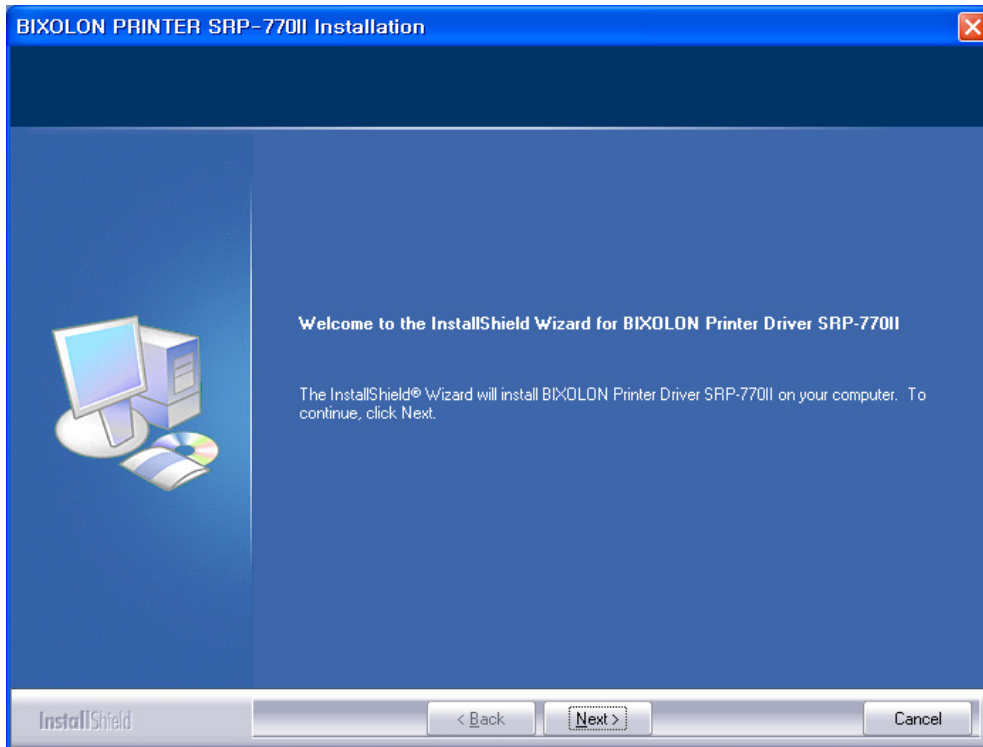 BIXOLON PRINTER SRP-770II Installation
Welcome to the InstallShield Wizard for BIXOLON Printer Driver SRP-770II
The InstallShield® Wizard will install BIXOLON Printer Driver SRP-770II on your computer. To
continue, click Next.
InstallShield
< Back
Next >
Cancel